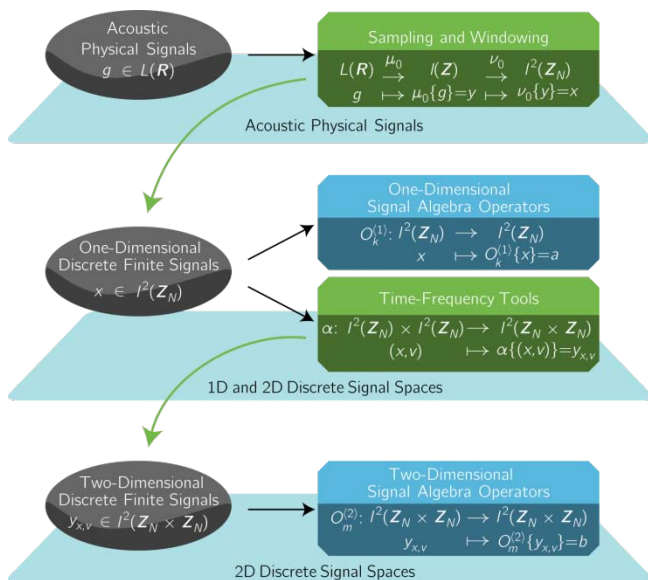 Acoustic
Physical Signals
g ∈ L(R)
Sampling and Windowing
L(R) →^{μ₀} l(Z) →^{ν₀} l²(Z_N)
g ↦ μ₀{g}=y ↦ ν₀{y}=x
Acoustic Physical Signals
One-Dimensional
Discrete Finite Signals
x ∈ l²(Z_N)
One-Dimensional
Signal Algebra Operators
O_k^{(1)}: l²(Z_N) → l²(Z_N)
x ↦ O_k^{(1)}{x}=a
Time-Frequency Tools
α: l²(Z_N) × l²(Z_N) → l²(Z_N × Z_N)
(x,v) ↦ α{(x,v)}=y_{x,v}
1D and 2D Discrete Signal Spaces
Two-Dimensional
Discrete Finite Signals
y_{x,v} ∈ l²(Z_N × Z_N)
Two-Dimensional
Signal Algebra Operators
O_m^{(2)}: l²(Z_N × Z_N) → l²(Z_N × Z_N)
y_{x,v} ↦ O_m^{(2)}{y_{x,v}}=b
2D Discrete Signal Spaces